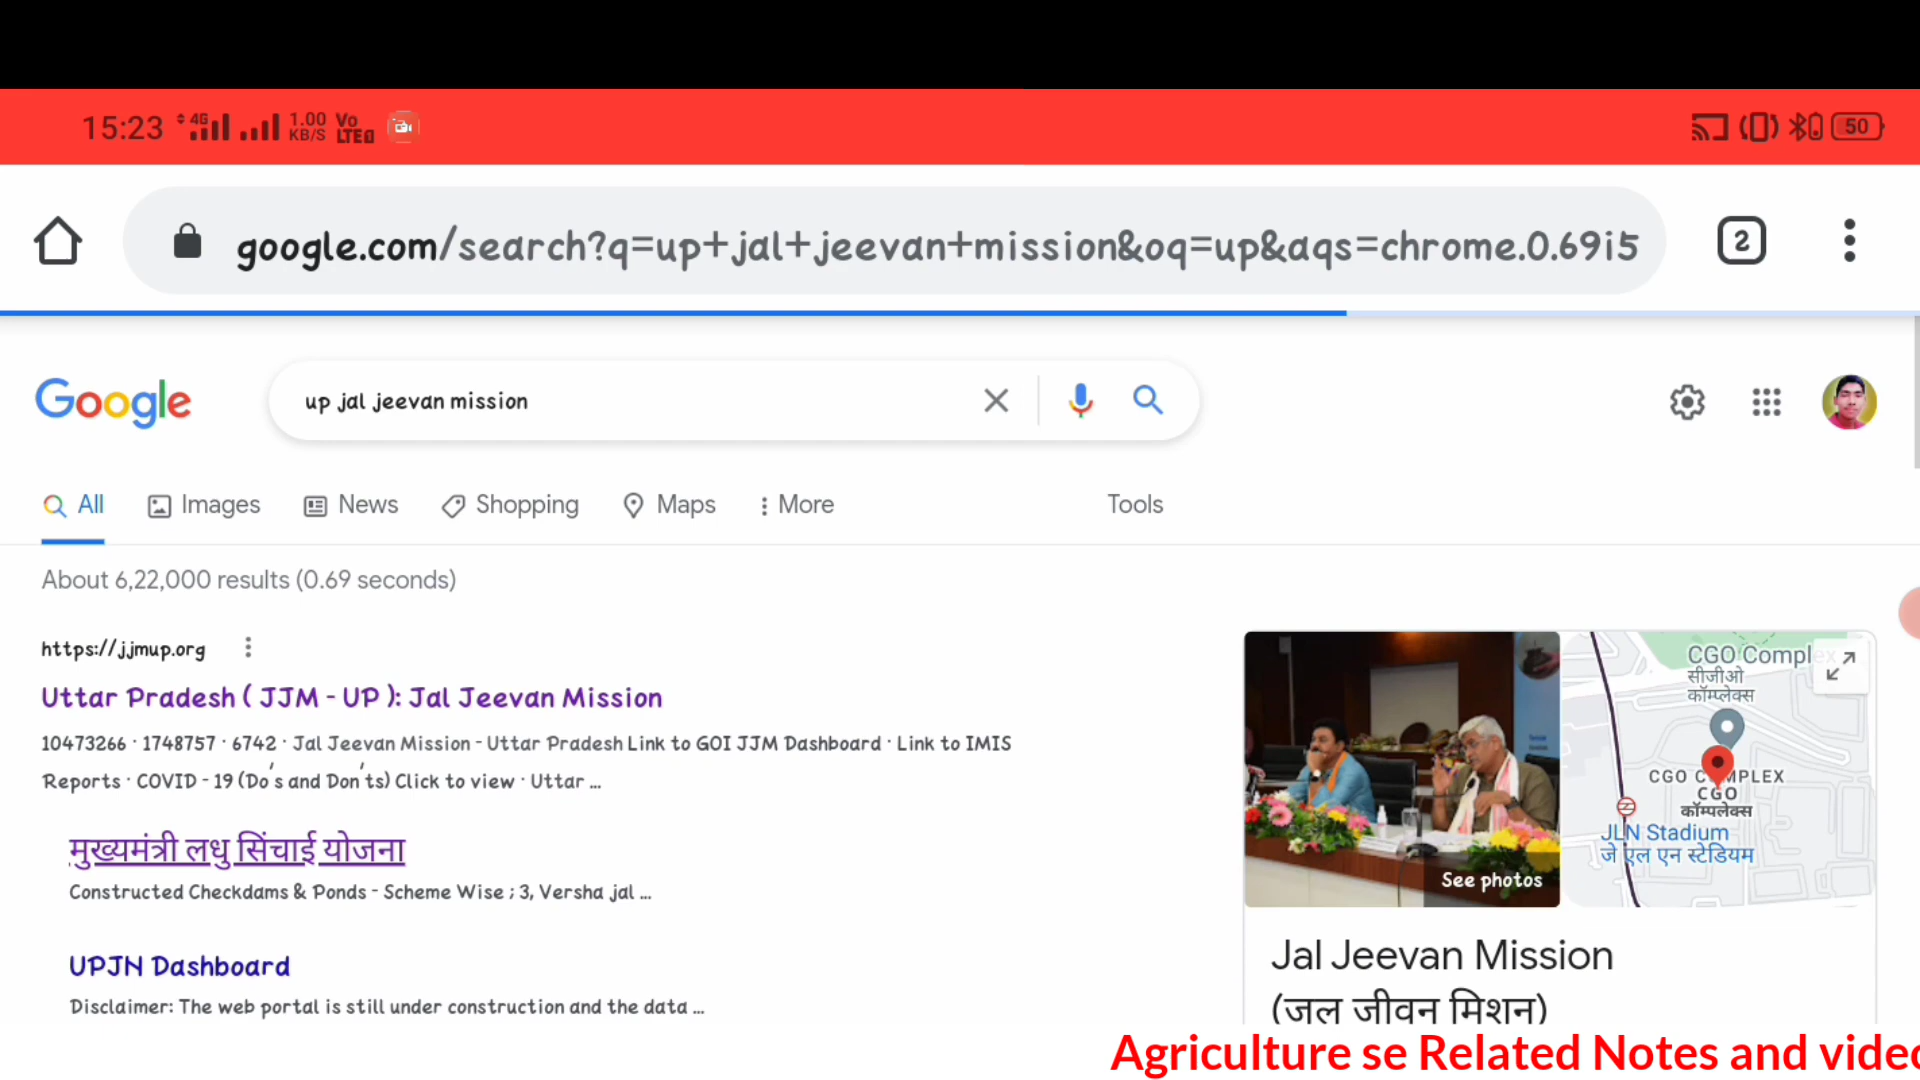 15:23 4G 1.00 KB/S Vo LTE 50
google.com/search?q=up+jal+jeevan+mission&oq=up&aqs=chrome.0.69i5
2
Google
up jal jeevan mission
All Images News Shopping Maps More Tools
About 6,22,000 results (0.69 seconds)
https://jjmup.org
Uttar Pradesh ( JJM - UP ): Jal Jeevan Mission
10473266 · 1748757 · 6742 · Jal Jeevan Mission - Uttar Pradesh Link to GOI JJM Dashboard · Link to IMIS
Reports · COVID - 19 (Do's and Don'ts) Click to view · Uttar ...
मुख्यमंत्री लधु सिंचाई योजना
Constructed Checkdams & Ponds - Scheme Wise ; 3, Versha jal ...
UPJN Dashboard
Disclaimer: The web portal is still under construction and the data ...
See photos
CGO Complex
सीजीओ
कॉम्प्लेक्स
CGO COMPLEX
CGO
कॉम्पलेक्स
JLN Stadium
जे एल एन स्टेडियम
Jal Jeevan Mission
(जल जीवन मिशन)
Agriculture se Related Notes and